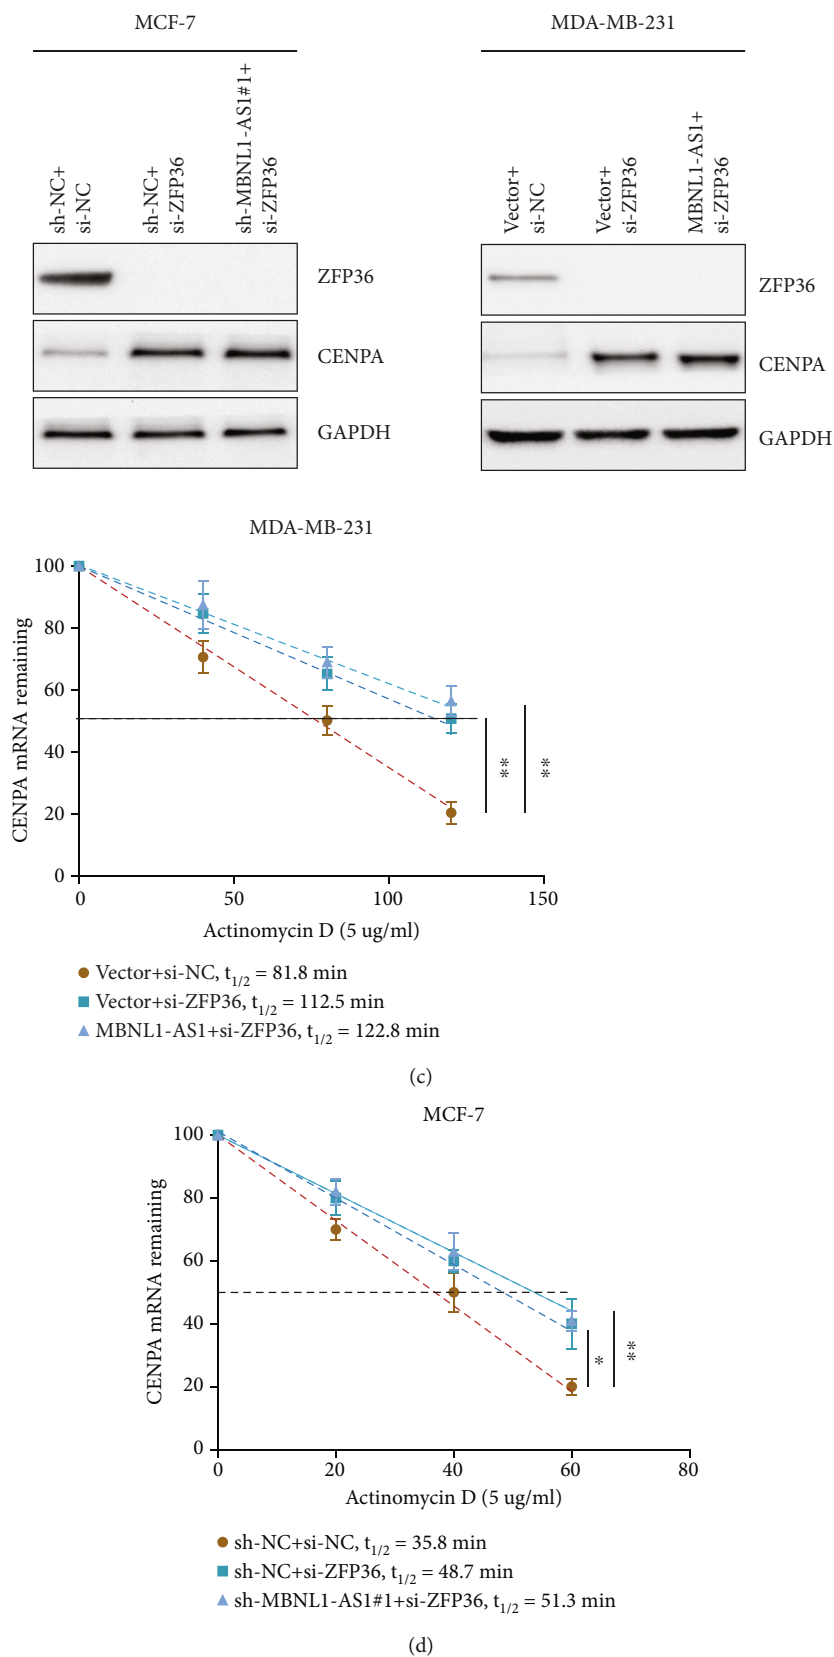 MCF-7
MDA-MB-231
sh-NC+
si-NC
sh-NC+
si-ZFP36
sh-MBNL1-AS1#1+
si-ZFP36
Vector+
si-NC
Vector+
si-ZFP36
MBNL1-AS1+
si-ZFP36
ZFP36
CENPA
GAPDH
ZFP36
CENPA
GAPDH
MDA-MB-231
CENPA mRNA remaining
100
80
60
40
20
0
**
**
0 50 100 150
Actinomycin D (5 ug/ml)
Vector+si-NC, t1/2 = 81.8 min
Vector+si-ZFP36, t1/2 = 112.5 min
MBNL1-AS1+si-ZFP36, t1/2 = 122.8 min
(c)
MCF-7
CENPA mRNA remaining
100
80
60
40
20
0
*
**
0 20 40 60 80
Actinomycin D (5 ug/ml)
sh-NC+si-NC, t1/2 = 35.8 min
sh-NC+si-ZFP36, t1/2 = 48.7 min
sh-MBNL1-AS1#1+si-ZFP36, t1/2 = 51.3 min
(d)